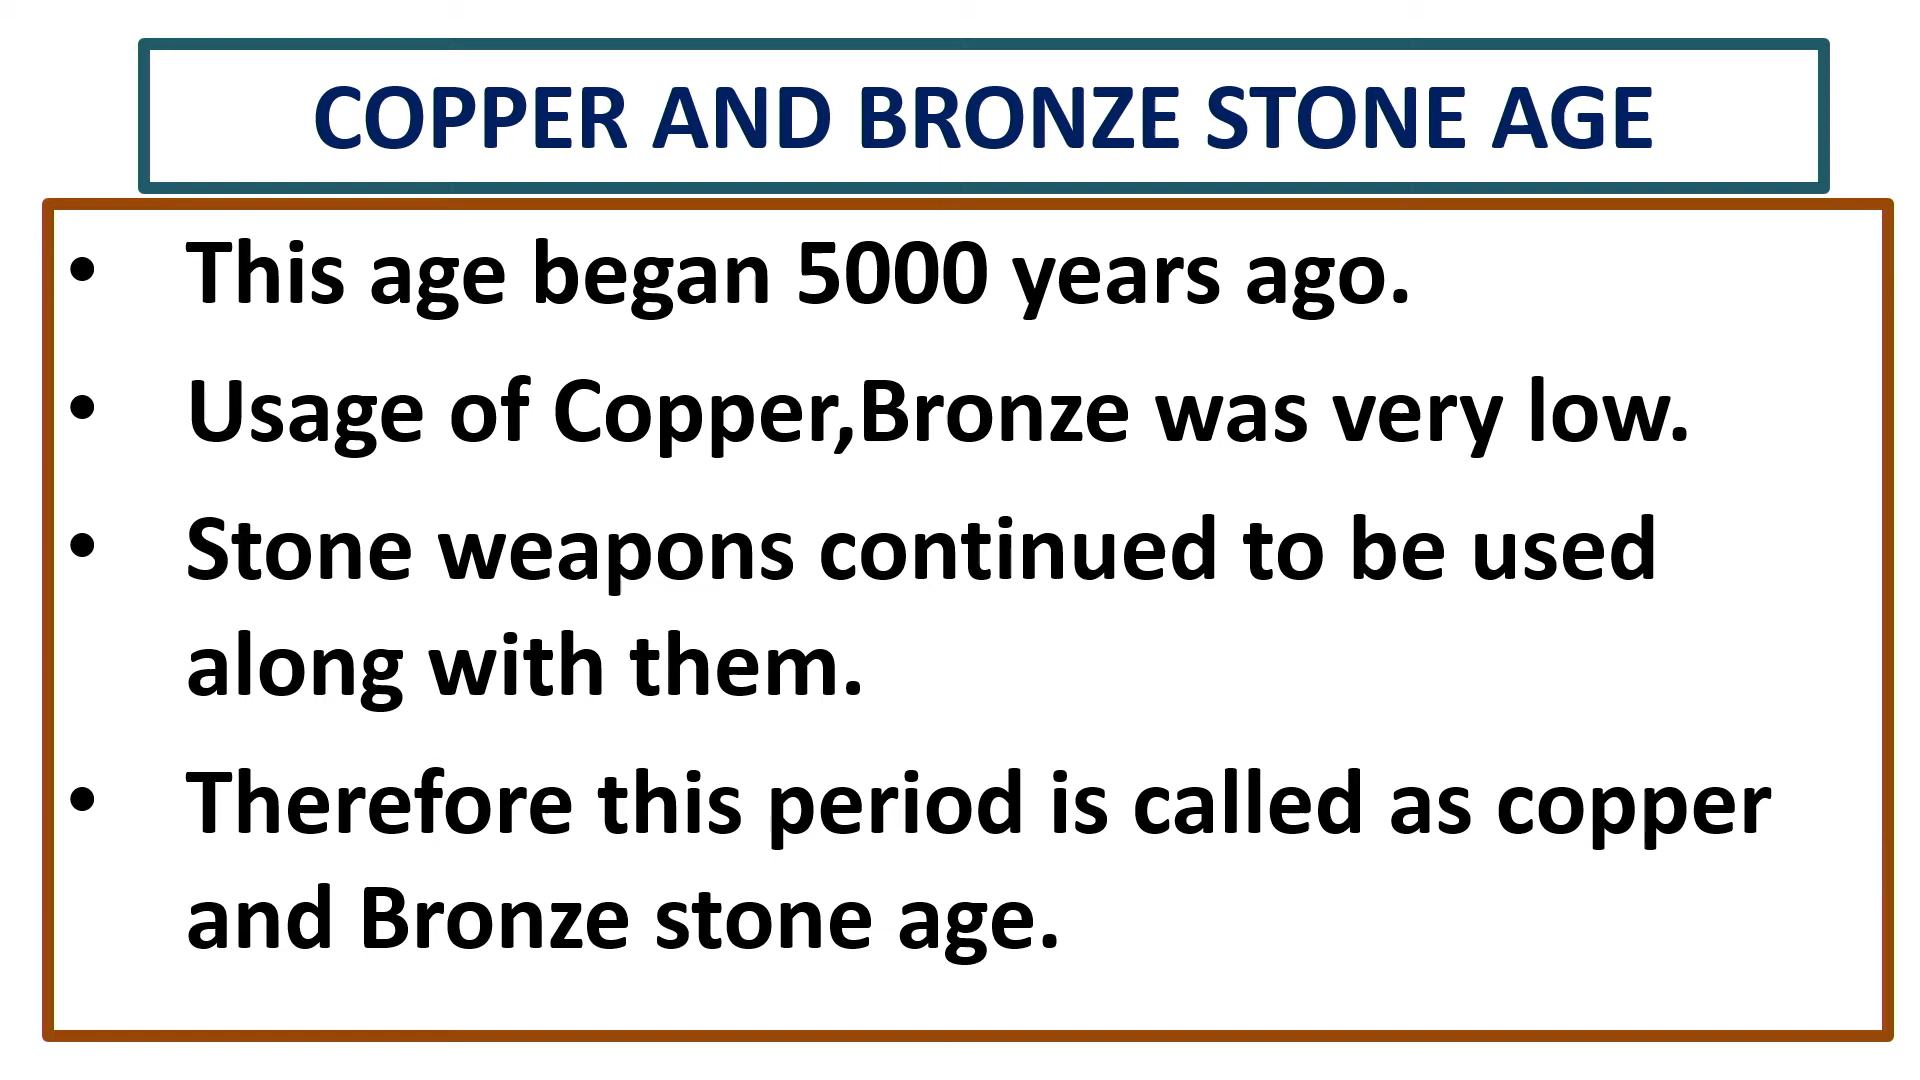 COPPER AND BRONZE STONE AGE
• This age began 5000 years ago.
• Usage of Copper,Bronze was very low.
• Stone weapons continued to be used
along with them.
• Therefore this period is called as copper
and Bronze stone age.